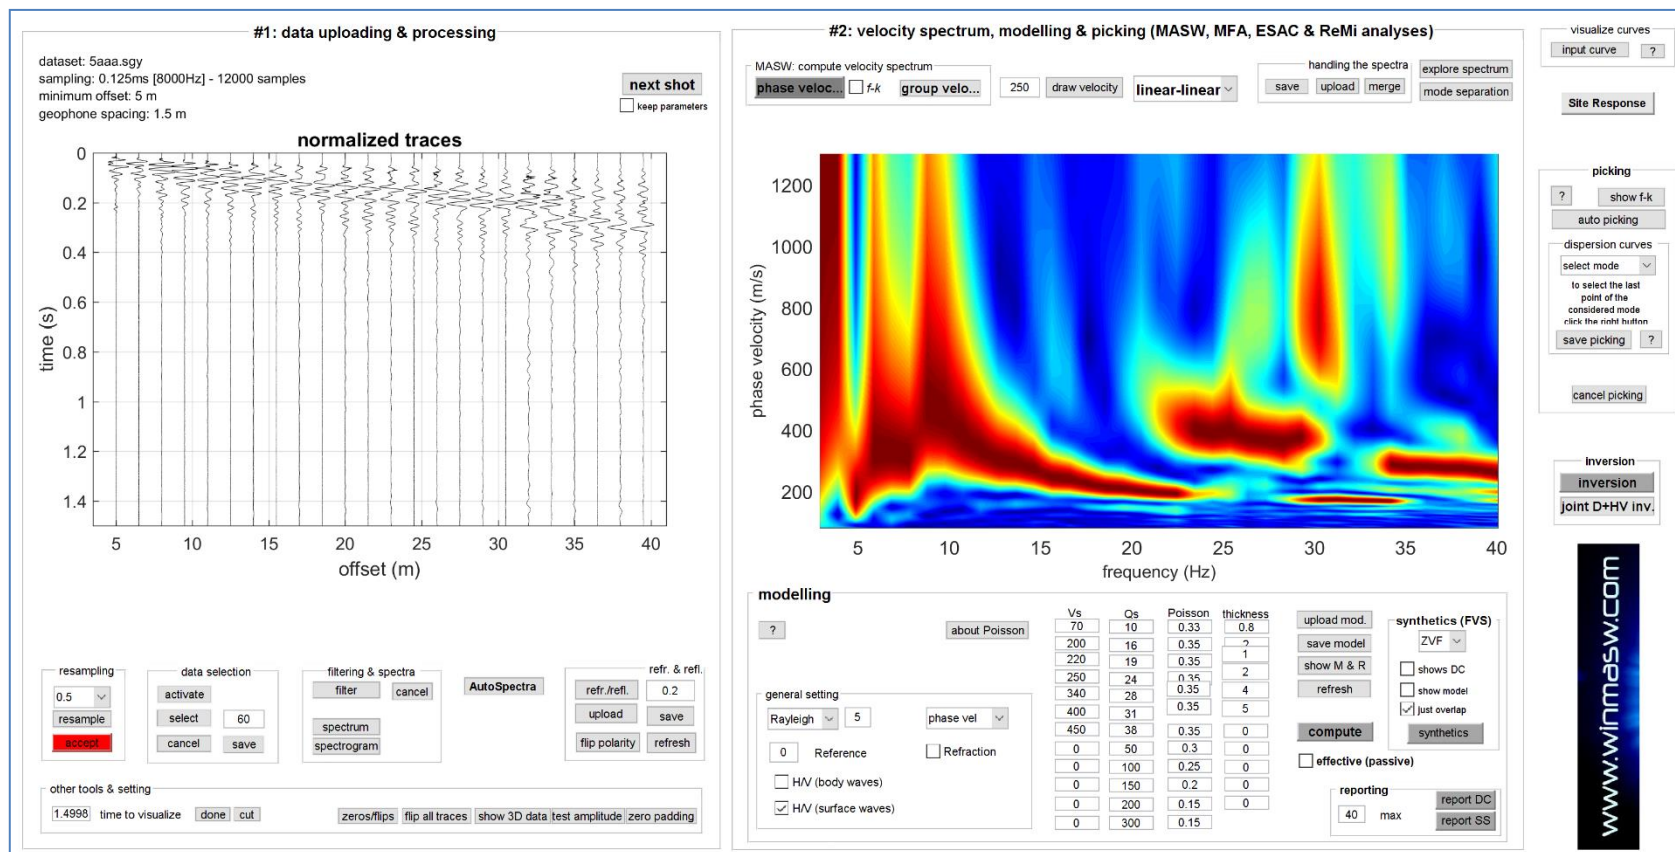 #1: data uploading & processing
dataset: 5aaa.sgy
sampling: 0.125ms [8000Hz] - 12000 samples
minimum offset: 5 m
geophone spacing: 1.5 m
next shot
keep parameters
normalized traces
0
0.2
0.4
0.6
0.8
1
1.2
1.4
time (s)
5 10 15 20 25 30 35 40
offset (m)
resampling
0.5
resample
accept
data selection
activate
select 60
cancel save
filtering & spectra
filter cancel
spectrum
spectrogram
AutoSpectra
refr. & refl.
refr./refl. 0.2
upload save
flip polarity refresh
other tools & setting
1.4998 time to visualize done cut zeros/flips flip all traces show 3D data test amplitude zero padding
#2: velocity spectrum, modelling & picking (MASW, MFA, ESAC & ReMi analyses)
MASW: compute velocity spectrum
phase veloc... f-k group velo... 250 draw velocity linear-linear
handling the spectra
save upload merge
explore spectrum
mode separation
1200
1000
800
600
400
200
phase velocity (m/s)
5 10 15 20 25 30 35 40
frequency (Hz)
modelling
? about Poisson
general setting
Rayleigh 5 phase vel
0 Reference Refraction
H/V (body waves)
H/V (surface waves)
Vs Qs Poisson thickness
70 10 0.33 0.8
200 16 0.35
220 19 0.35 1
250 24 0.35 2
340 28 0.35 4
400 31 0.35 5
450 38 0.35 0
0 50 0.3 0
0 100 0.25 0
0 150 0.2 0
0 200 0.15 0
0 300 0.15
upload mod.
save model
show M & R
refresh
compute
effective (passive)
synthetics (FVS)
ZVF
shows DC
show model
just overlap
synthetics
reporting
40 max report DC
report SS
visualize curves
input curve ?
Site Response
picking
? show f-k
auto picking
dispersion curves
select mode
to select the last
point of the
considered mode
click the right button
save picking ?
cancel picking
inversion
inversion
joint D+HV inv.
www.winmasw.com